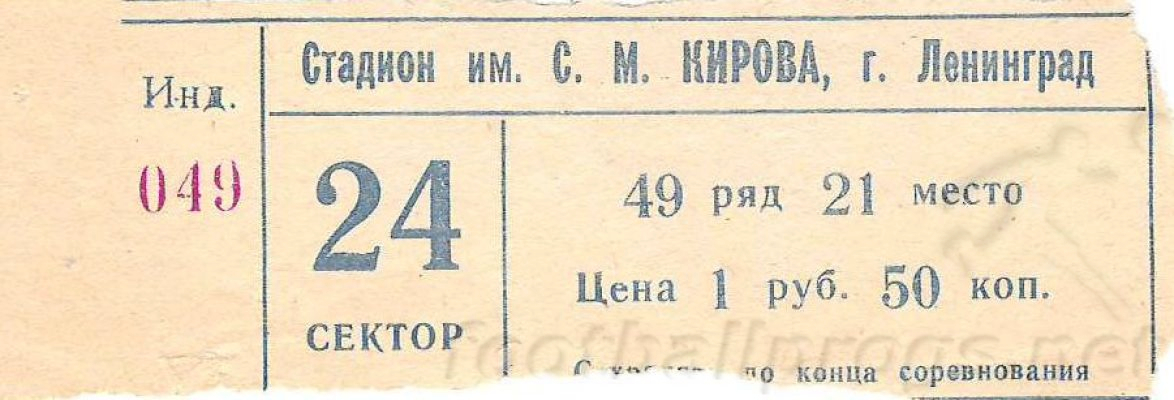 Стадион им. С. М. КИРОВА, г. Ленинград
Инд.
049
24
СЕКТОР
49 ряд 21 место
Цена 1 руб. 50 коп.
до конца соревнования
footballprogs.net